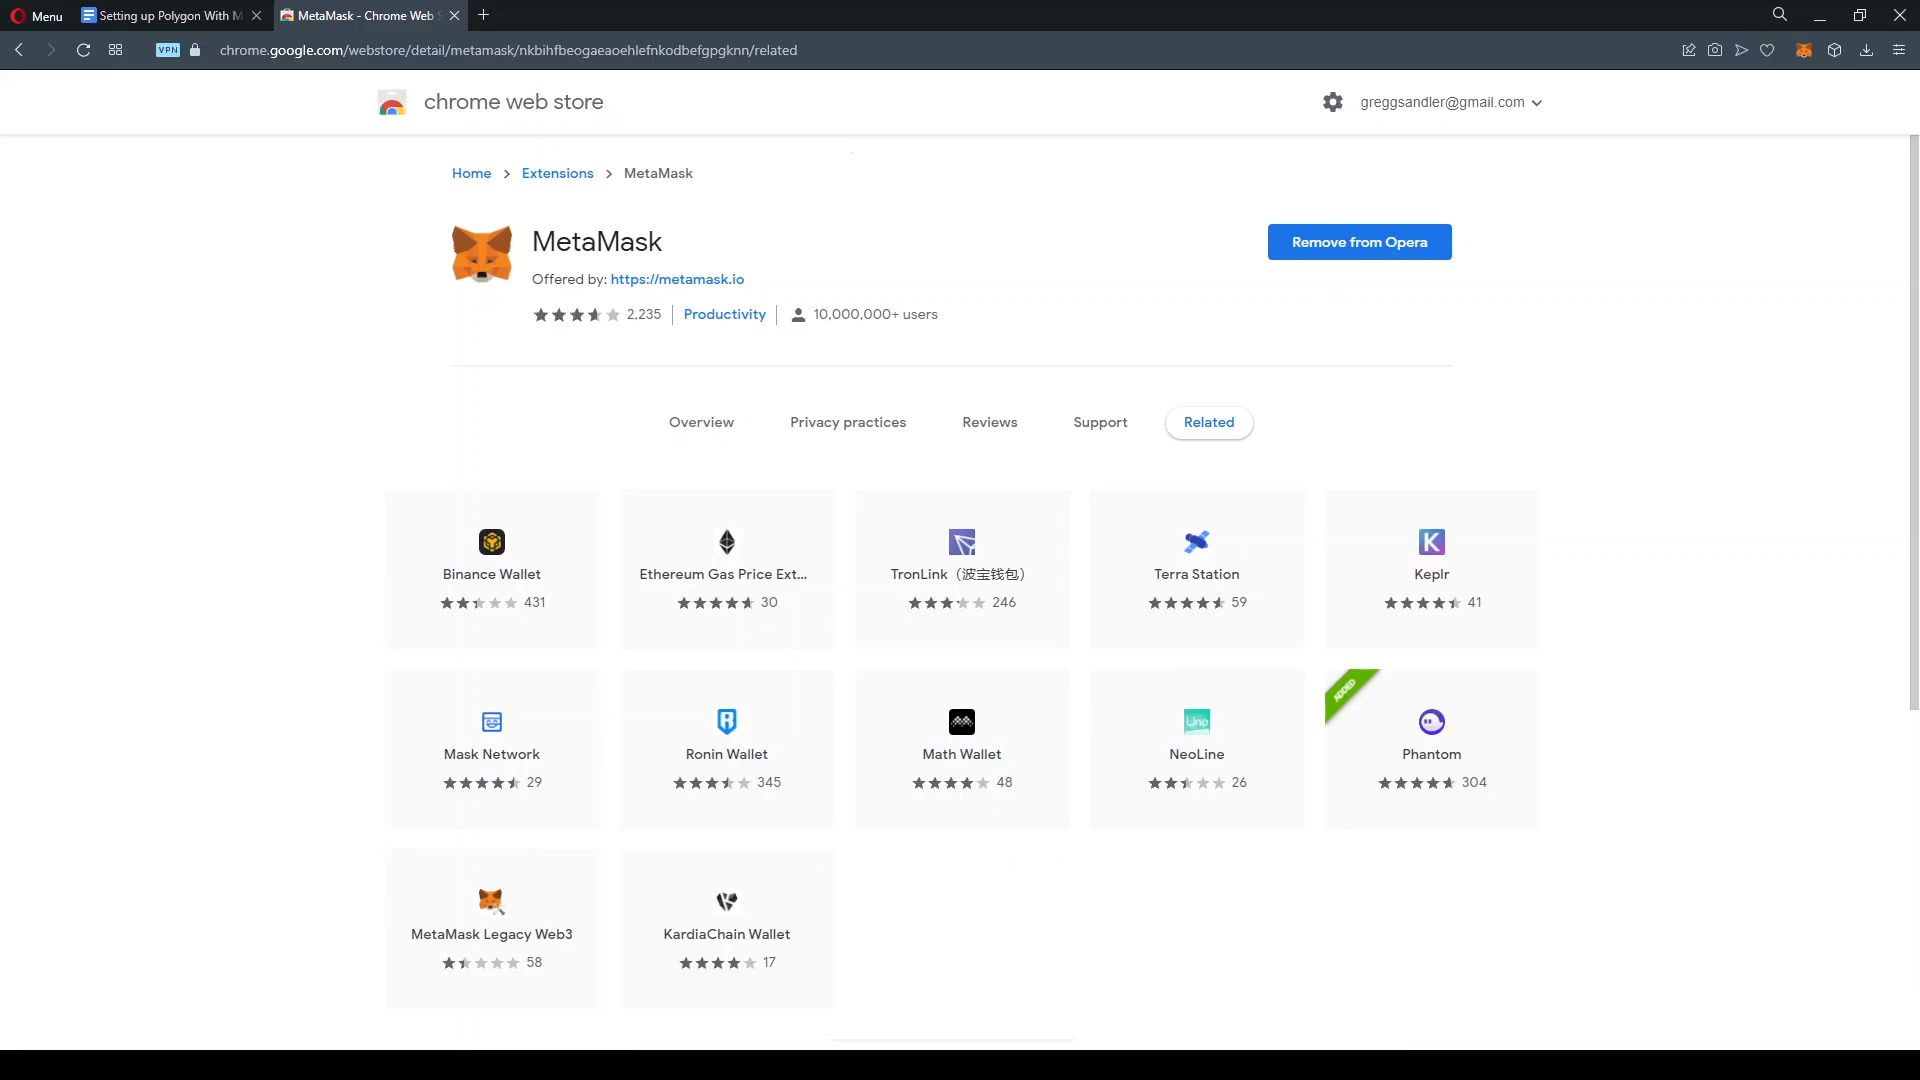 Menu
Setting up Polygon With M
MetaMask - Chrome Web S
VPN
chrome.google.com/webstore/detail/metamask/nkbihfbeogaeaoehlefnkodbefgpgknn/related
chrome web store
greggsandler@gmail.com
Home
Extensions
MetaMask
MetaMask
Remove from Opera
Offered by: https://metamask.io
2,235
Productivity
10,000,000+ users
Overview
Privacy practices
Reviews
Support
Related
Binance Wallet
431
Ethereum Gas Price Ext...
30
TronLink（波宝钱包）
246
Terra Station
59
K
Keplr
41
Mask Network
29
Ronin Wallet
345
Math Wallet
48
Line
NeoLine
26
ADDED
Phantom
304
MetaMask Legacy Web3
58
KardiaChain Wallet
17